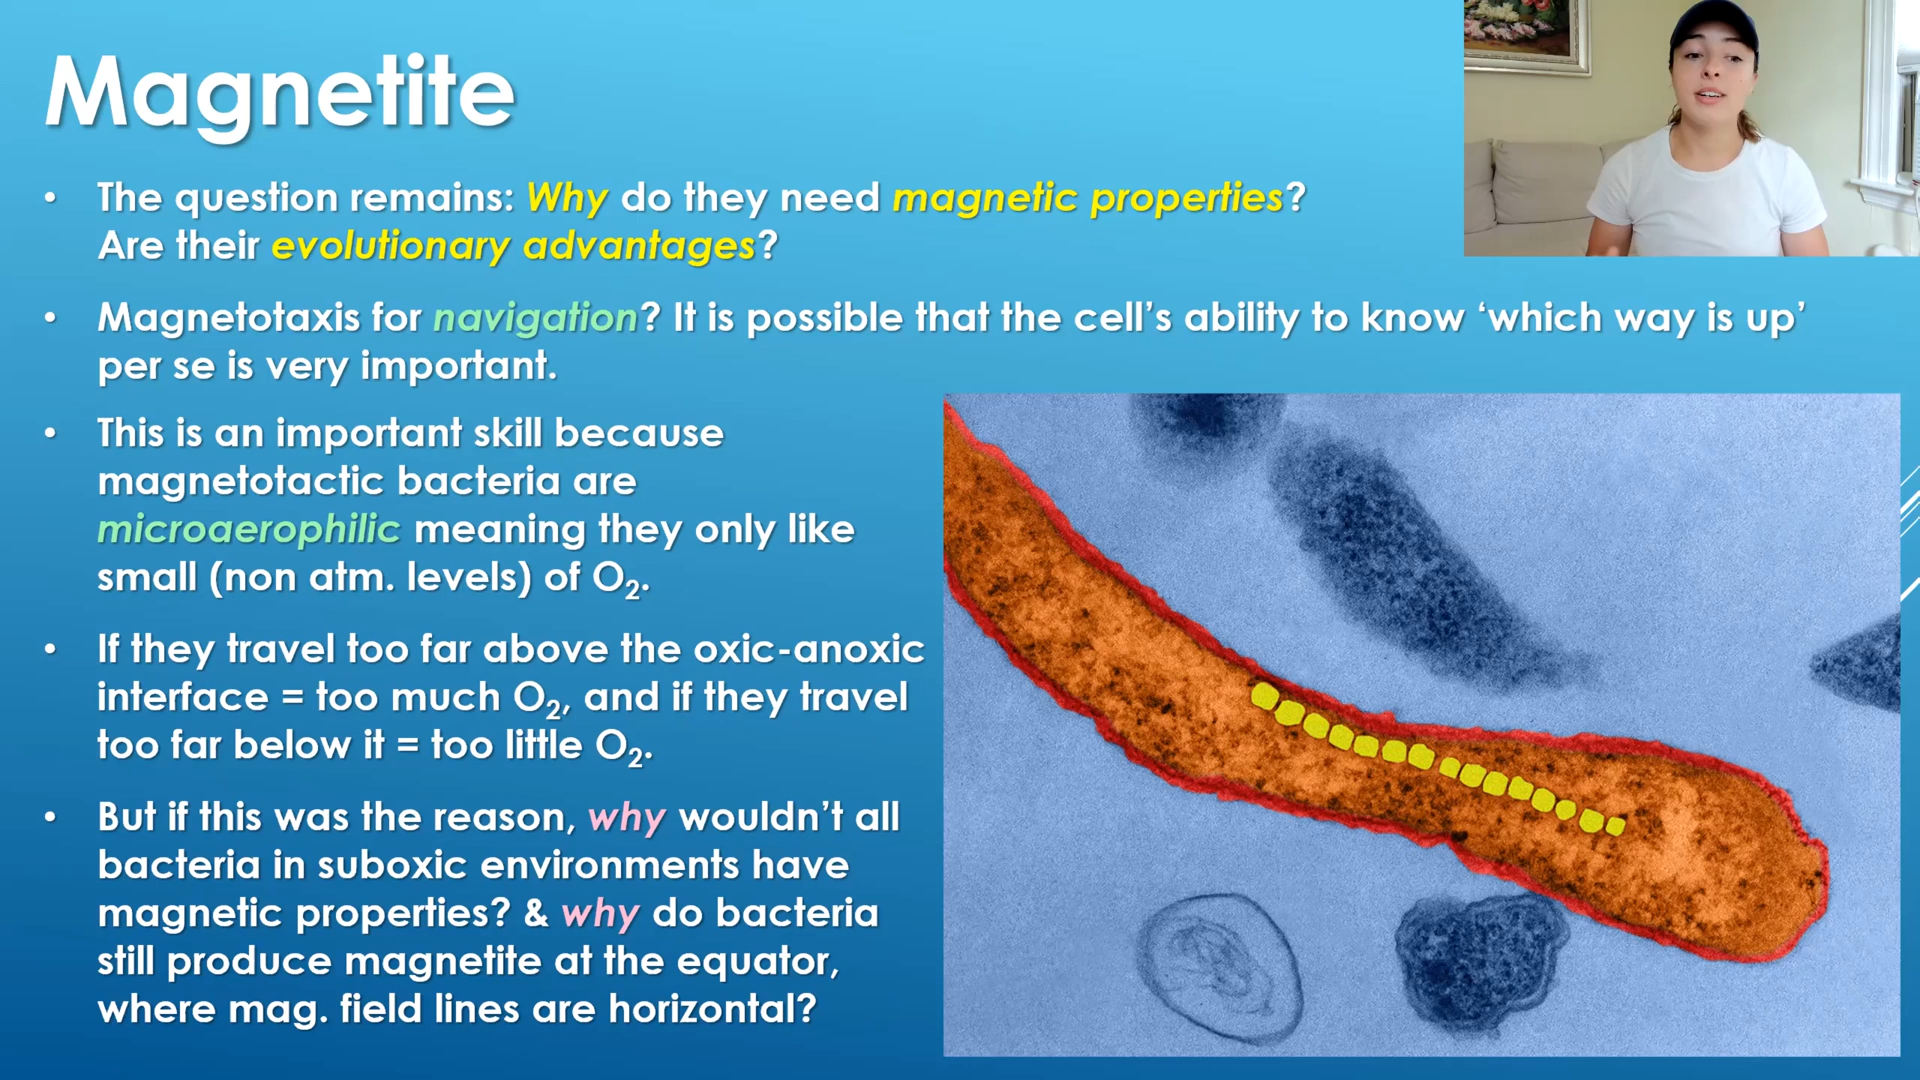 Magnetite
• The question remains: Why do they need magnetic properties?
Are their evolutionary advantages?
• Magnetotaxis for navigation? It is possible that the cell’s ability to know ‘which way is up’
per se is very important.
• This is an important skill because
magnetotactic bacteria are
microaerophilic meaning they only like
small (non atm. levels) of O₂.
• If they travel too far above the oxic-anoxic
interface = too much O₂, and if they travel
too far below it = too little O₂.
• But if this was the reason, why wouldn’t all
bacteria in suboxic environments have
magnetic properties? & why do bacteria
still produce magnetite at the equator,
where mag. field lines are horizontal?